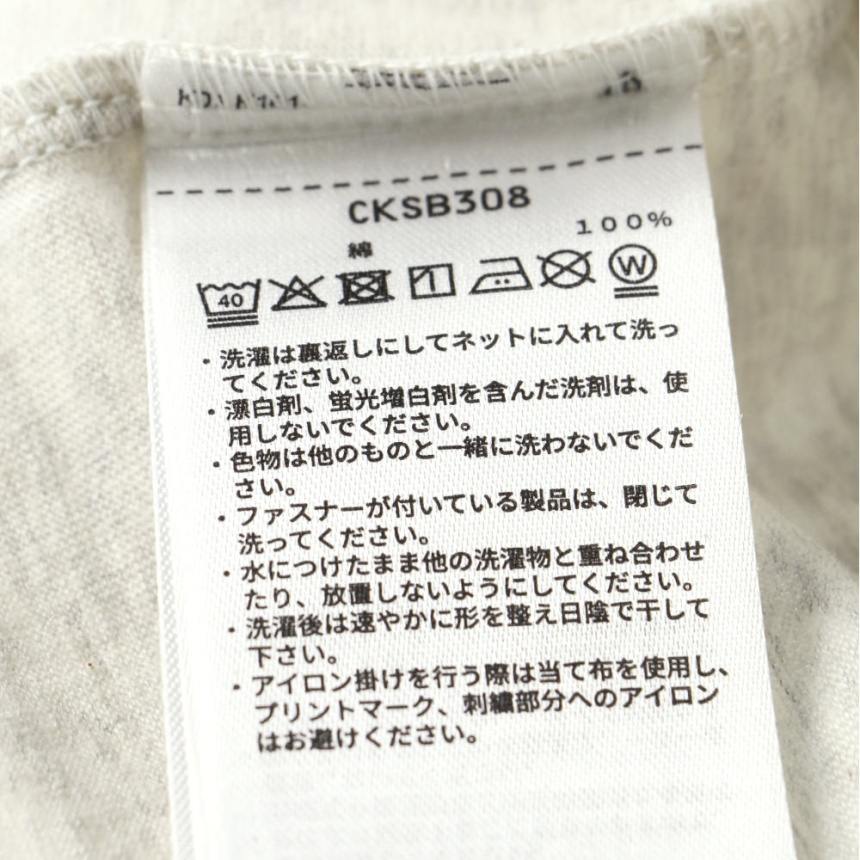 CKSB308
綿 100%
40
W
・洗濯は裏返しにしてネットに入れて洗っ
てください。
・漂白剤、蛍光増白剤を含んだ洗剤は、使
用しないでください。
・色物は他のものと一緒に洗わないでくだ
さい。
・ファスナーが付いている製品は、閉じて
洗ってください。
・水につけたまま他の洗濯物と重ね合わせ
たり、放置しないようにしてください。
・洗濯後は速やかに形を整え日陰で干して
下さい。
・アイロン掛けを行う際は当て布を使用し、
プリントマーク、刺繍部分へのアイロン
はお避けください。